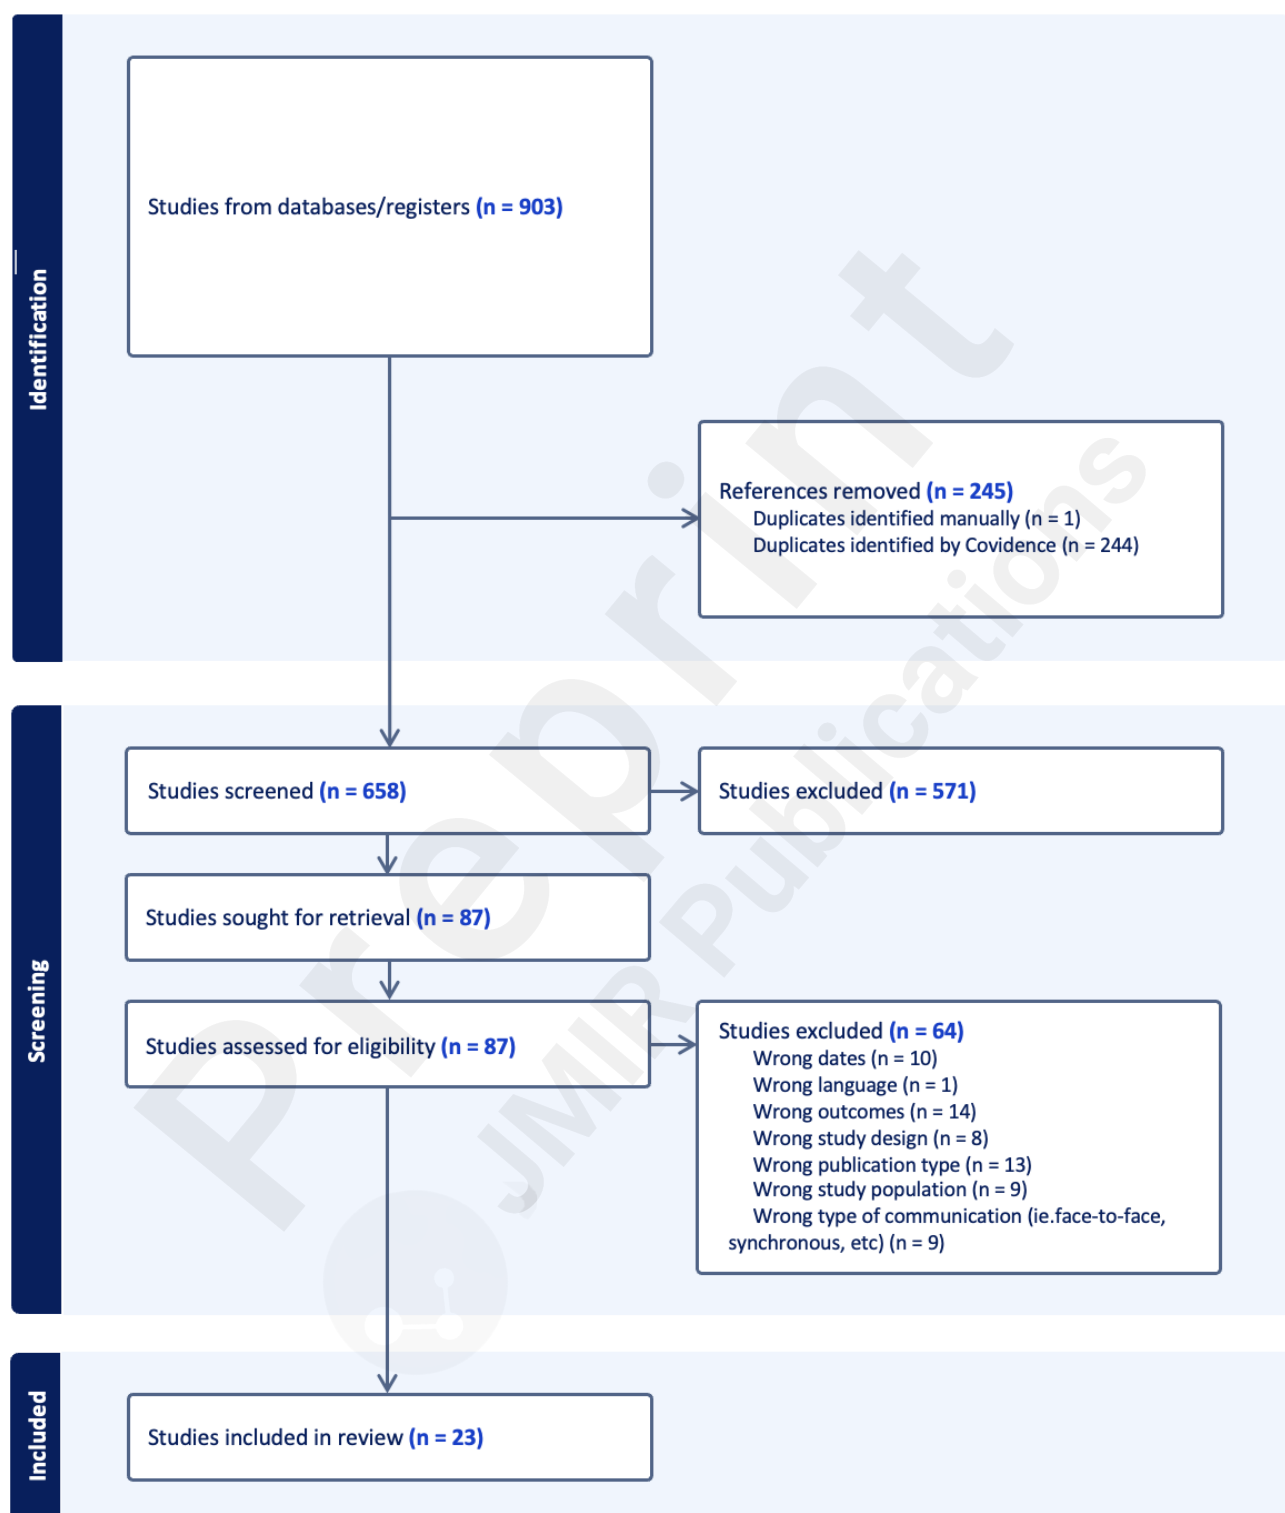 Identification
Studies from databases/registers (n = 903)
References removed (n = 245)
Duplicates identified manually (n = 1)
Duplicates identified by Covidence (n = 244)
Screening
Studies screened (n = 658)
Studies excluded (n = 571)
Studies sought for retrieval (n = 87)
Studies assessed for eligibility (n = 87)
Studies excluded (n = 64)
Wrong dates (n = 10)
Wrong language (n = 1)
Wrong outcomes (n = 14)
Wrong study design (n = 8)
Wrong publication type (n = 13)
Wrong study population (n = 9)
Wrong type of communication (ie.face-to-face,
synchronous, etc) (n = 9)
Included
Studies included in review (n = 23)
Preprint
JMIR Publications